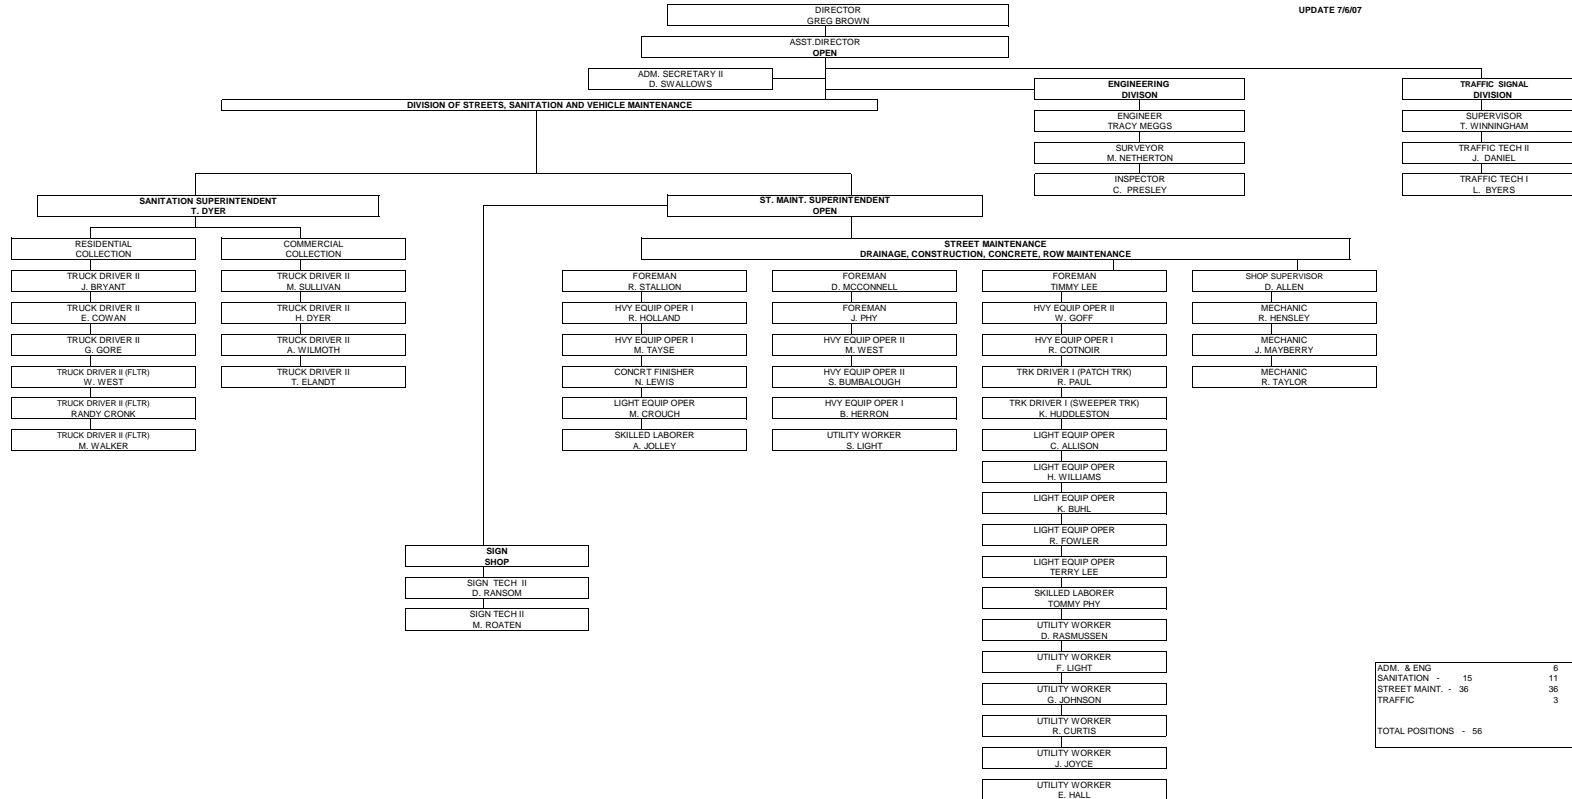 DIRECTOR
GREG BROWN
UPDATE 7/6/07
ASST.DIRECTOR
OPEN
ADM. SECRETARY II
D. SWALLOWS
DIVISION OF STREETS, SANITATION AND VEHICLE MAINTENANCE
ENGINEERING
DIVISON
ENGINEER
TRACY MEGGS
SURVEYOR
M. NETHERTON
INSPECTOR
C. PRESLEY
TRAFFIC SIGNAL
DIVISION
SUPERVISOR
T. WINNINGHAM
TRAFFIC TECH II
J. DANIEL
TRAFFIC TECH I
L. BYERS
SANITATION SUPERINTENDENT
T. DYER
ST. MAINT. SUPERINTENDENT
OPEN
RESIDENTIAL
COLLECTION
TRUCK DRIVER II
J. BRYANT
TRUCK DRIVER II
E. COWAN
TRUCK DRIVER II
G. GORE
TRUCK DRIVER II (FLTR)
W. WEST
TRUCK DRIVER II (FLTR)
RANDY CRONK
TRUCK DRIVER II (FLTR)
M. WALKER
COMMERCIAL
COLLECTION
TRUCK DRIVER II
M. SULLIVAN
TRUCK DRIVER II
H. DYER
TRUCK DRIVER II
A. WILMOTH
TRUCK DRIVER II
T. ELANDT
STREET MAINTENANCE
DRAINAGE, CONSTRUCTION, CONCRETE, ROW MAINTENANCE
FOREMAN
R. STALLION
HVY EQUIP OPER I
R. HOLLAND
HVY EQUIP OPER I
M. TAYSE
CONCRT FINISHER
N. LEWIS
LIGHT EQUIP OPER
M. CROUCH
SKILLED LABORER
A. JOLLEY
FOREMAN
D. MCCONNELL
FOREMAN
J. PHY
HVY EQUIP OPER II
M. WEST
HVY EQUIP OPER II
S. BUMBALOUGH
HVY EQUIP OPER I
B. HERRON
UTILITY WORKER
S. LIGHT
FOREMAN
TIMMY LEE
HVY EQUIP OPER II
W. GOFF
HVY EQUIP OPER I
R. COTNOIR
TRK DRIVER I (PATCH TRK)
R. PAUL
TRK DRIVER I (SWEEPER TRK)
K. HUDDLESTON
LIGHT EQUIP OPER
C. ALLISON
LIGHT EQUIP OPER
H. WILLIAMS
LIGHT EQUIP OPER
K. BUHL
LIGHT EQUIP OPER
R. FOWLER
LIGHT EQUIP OPER
TERRY LEE
SKILLED LABORER
TOMMY PHY
UTILITY WORKER
D. RASMUSSEN
UTILITY WORKER
F. LIGHT
UTILITY WORKER
G. JOHNSON
UTILITY WORKER
R. CURTIS
UTILITY WORKER
J. JOYCE
UTILITY WORKER
E. HALL
SHOP SUPERVISOR
D. ALLEN
MECHANIC
R. HENSLEY
MECHANIC
J. MAYBERRY
MECHANIC
R. TAYLOR
SIGN
SHOP
SIGN TECH II
D. RANSOM
SIGN TECH II
M. ROATEN
ADM. & ENG 6
SANITATION - 15 11
STREET MAINT. - 36 36
TRAFFIC 3
TOTAL POSITIONS - 56